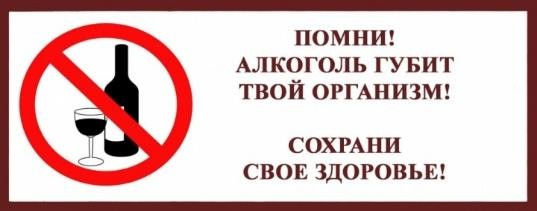 ПОМНИ!
АЛКОГОЛЬ ГУБИТ
ТВОЙ ОРГАНИЗМ!
СОХРАНИ
СВОЕ ЗДОРОВЬЕ!